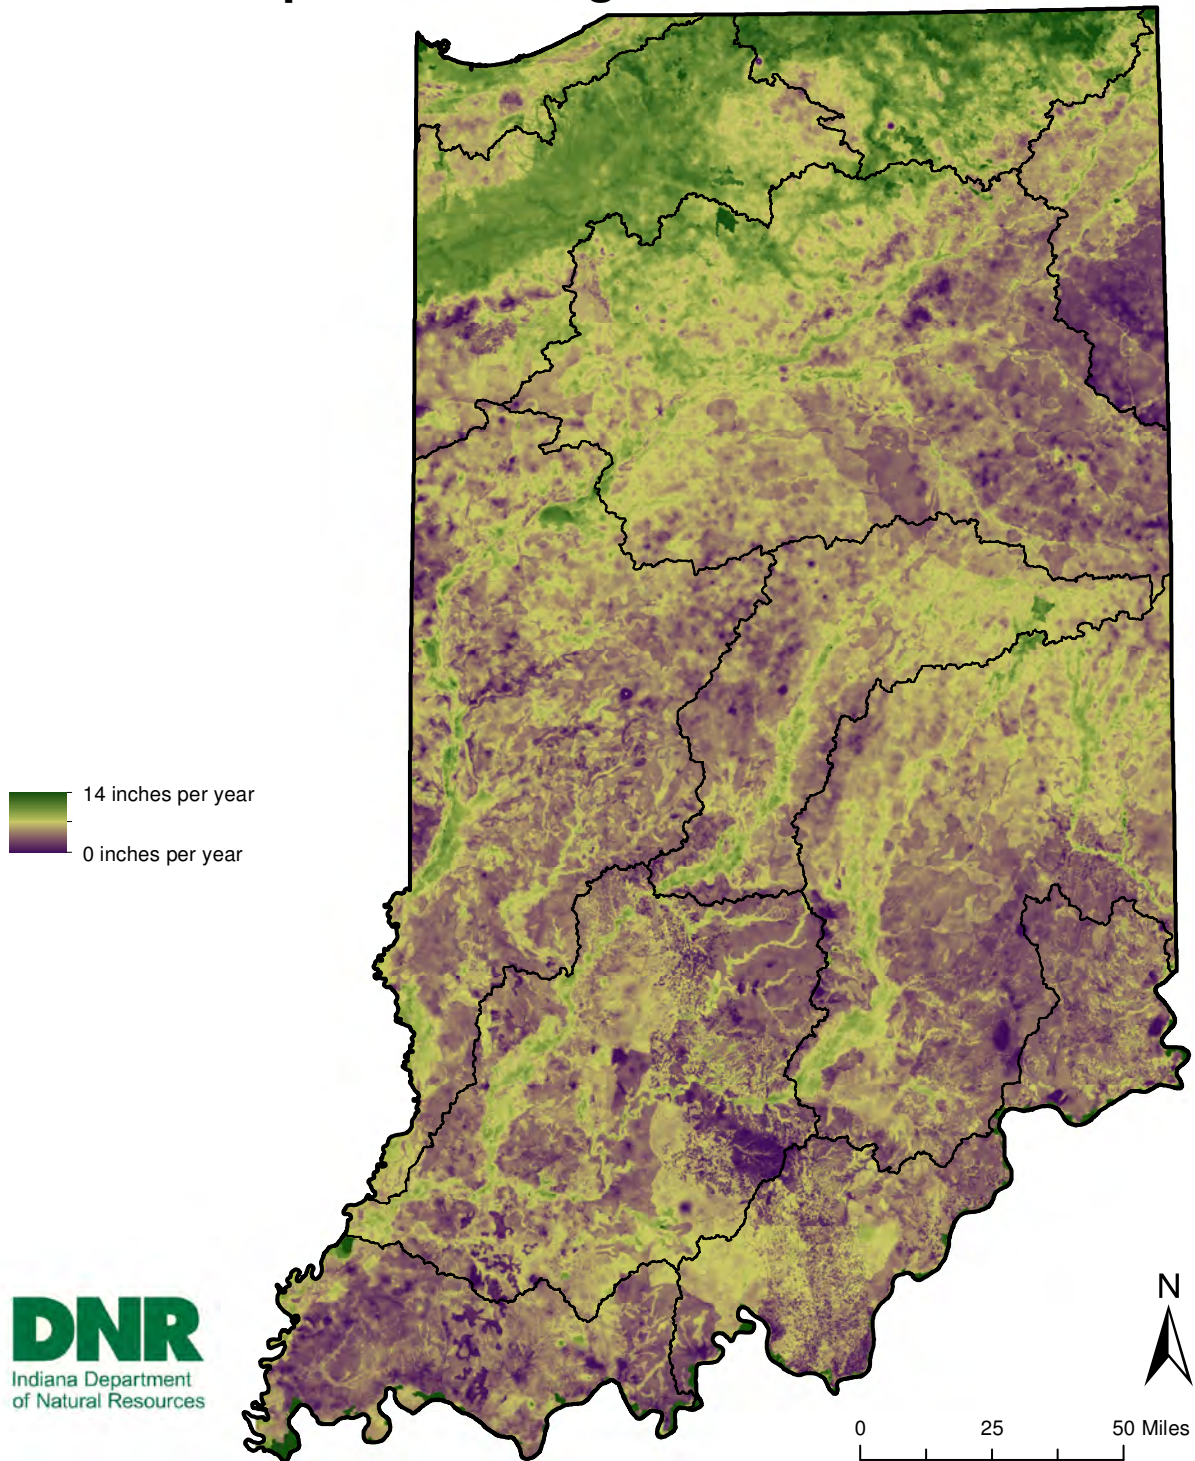 14 inches per year
0 inches per year
N
DNR
Indiana Department
of Natural Resources
0 25 50 Miles